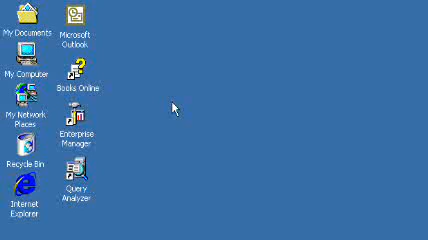 My Documents
My Computer
My Network
Places
Recycle Bin
Internet
Explorer
Microsoft
Outlook
Books Online
Enterprise
Manager
Query
Analyzer